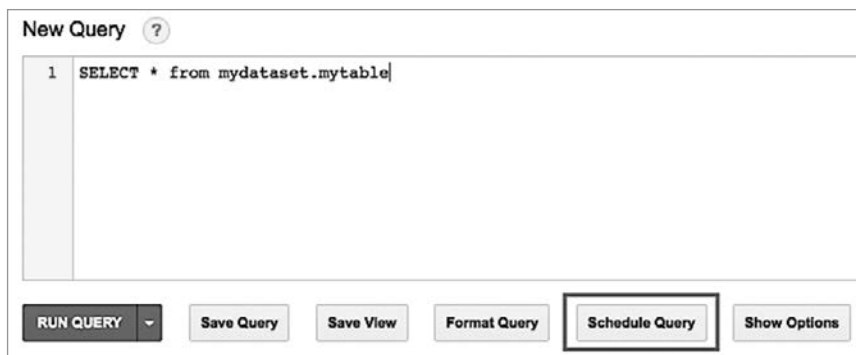 New Query ?
1 SELECT * from mydataset.mytable
RUN QUERY Save Query Save View Format Query Schedule Query Show Options